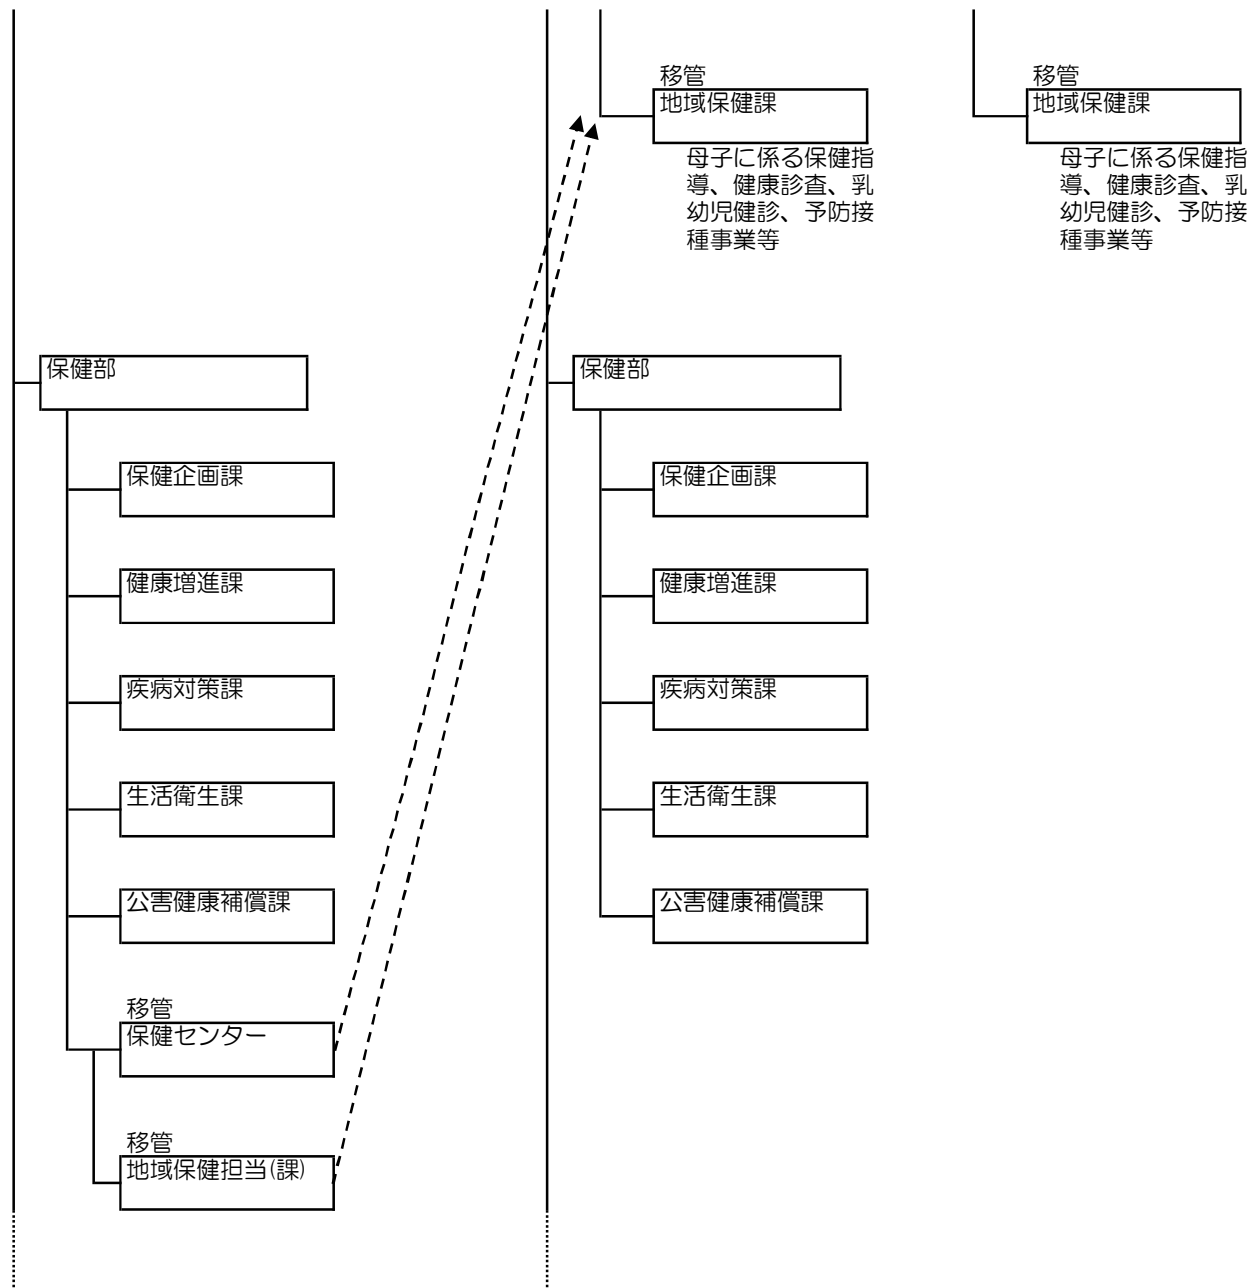 移管
地域保健課
母子に係る保健指
導、健康診査、乳
幼児健診、予防接
種事業等
移管
地域保健課
母子に係る保健指
導、健康診査、乳
幼児健診、予防接
種事業等
保健部
保健企画課
健康増進課
疾病対策課
生活衛生課
公害健康補償課
移管
保健センター
移管
地域保健担当(課)
保健部
保健企画課
健康増進課
疾病対策課
生活衛生課
公害健康補償課